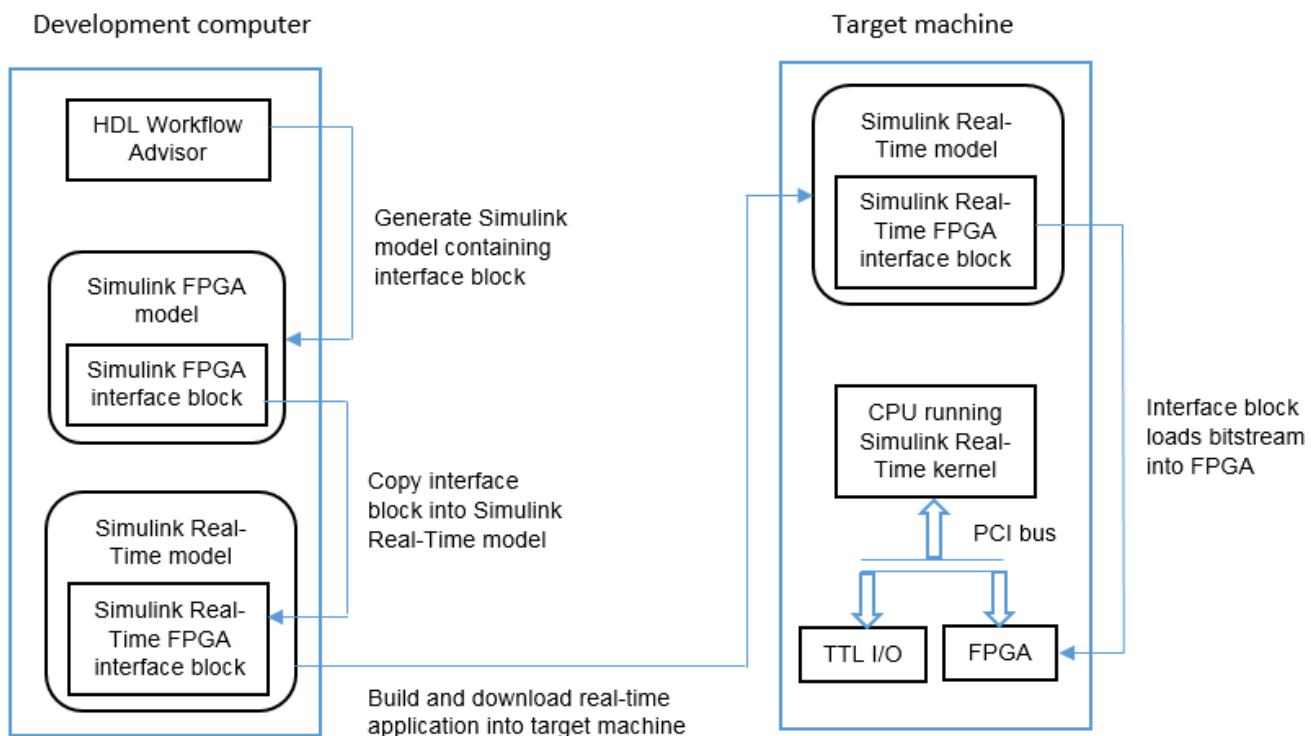 Development computer
HDL Workflow
Advisor
Generate Simulink
model containing
interface block
Simulink FPGA
model
Simulink FPGA
interface block
Copy interface
block into Simulink
Real-Time model
Simulink Real-
Time model
Simulink Real-
Time FPGA
interface block
Build and download real-time
application into target machine
Target machine
Simulink Real-
Time model
Simulink Real-
Time FPGA
interface block
Interface block
loads bitstream
into FPGA
CPU running
Simulink Real-
Time kernel
PCI bus
TTL I/O
FPGA